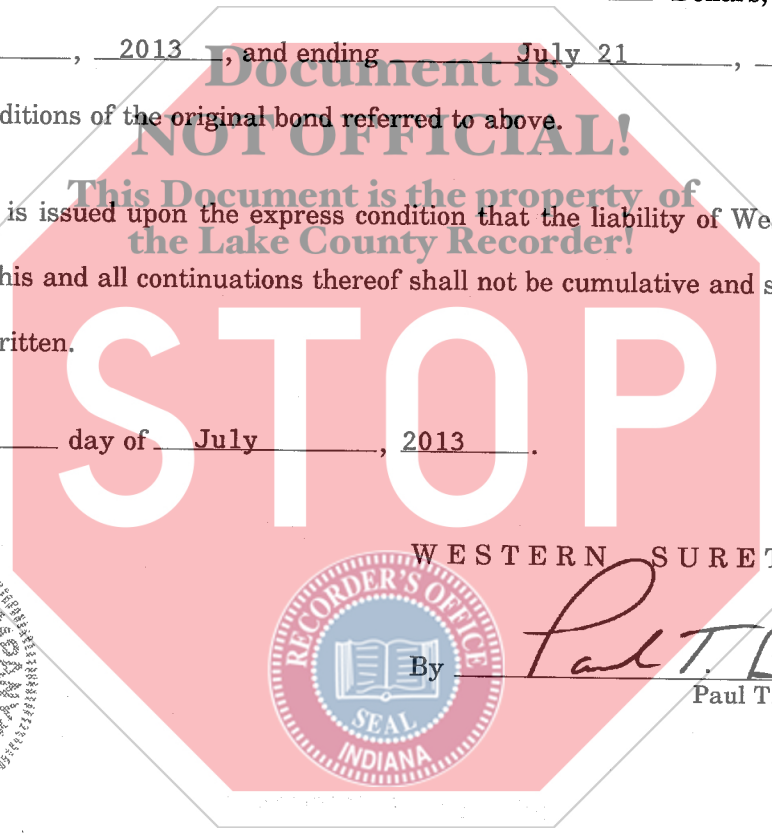 Dollars,
, 2013, and ending July 21,
ditions of the original bond referred to above.
is issued upon the express condition that the liability of We
his and all continuations thereof shall not be cumulative and s
ritten.
day of July, 2013.
WESTERN SURET
By Paul T. L
Paul T
Document is
NOT OFFICIAL!
This Document is the property of
the Lake County Recorder!
STOP
RECORDER'S OFFICE
SEAL
INDIANA